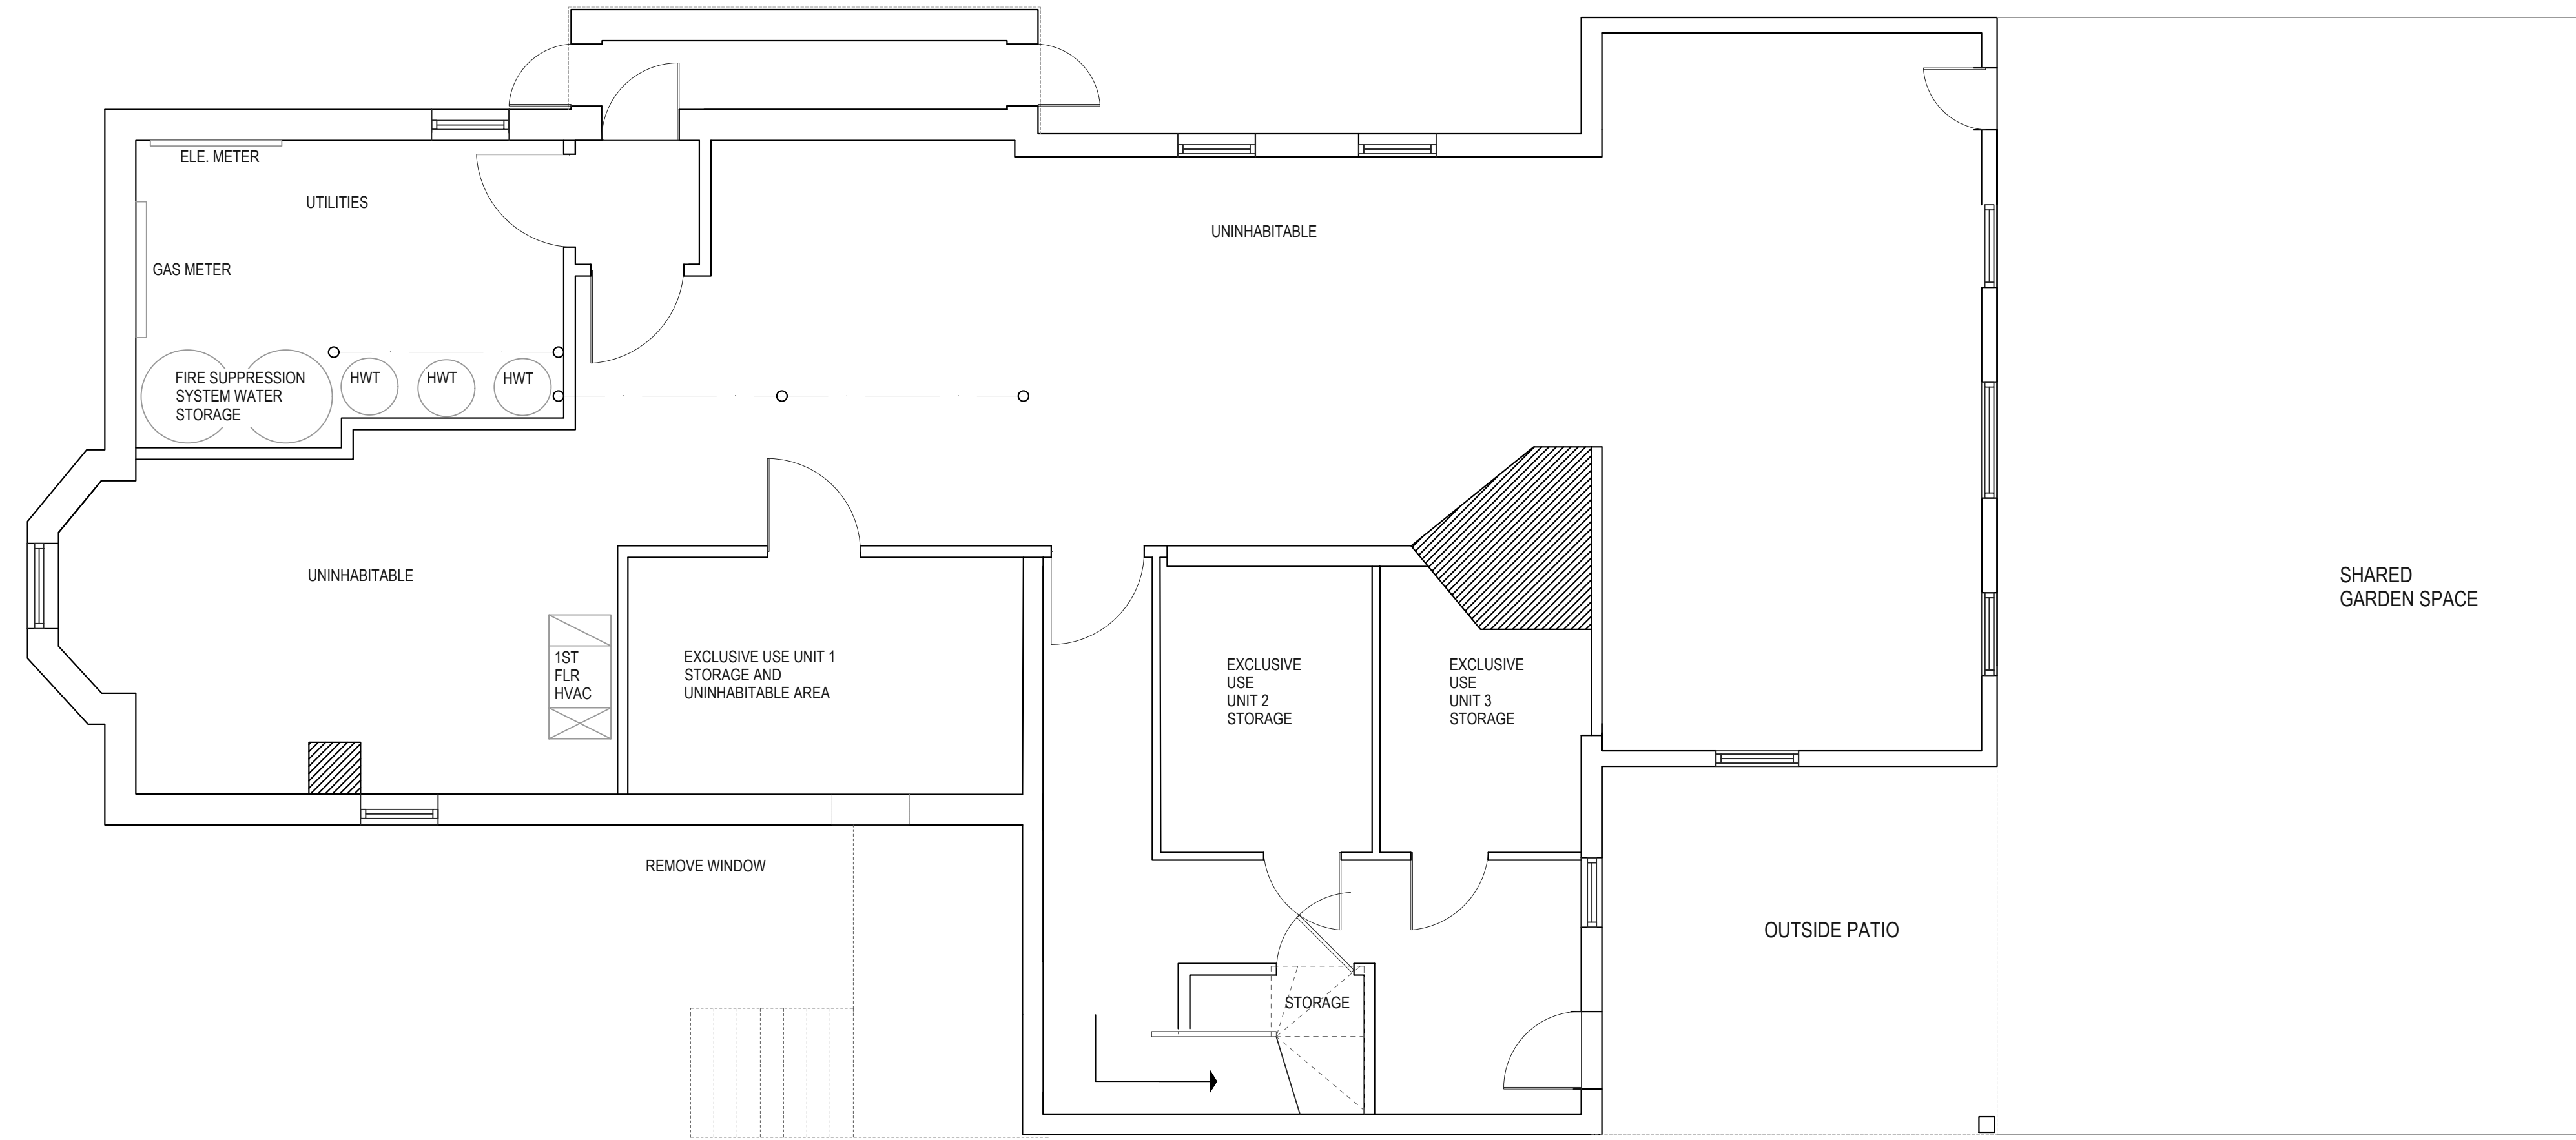 ELE. METER
UTILITIES
GAS METER
FIRE SUPPRESSION
SYSTEM WATER
STORAGE
HWT
HWT
HWT
UNINHABITABLE
UNINHABITABLE
1ST
FLR
HVAC
EXCLUSIVE USE UNIT 1
STORAGE AND
UNINHABITABLE AREA
EXCLUSIVE
USE
UNIT 2
STORAGE
EXCLUSIVE
USE
UNIT 3
STORAGE
SHARED
GARDEN SPACE
REMOVE WINDOW
OUTSIDE PATIO
STORAGE